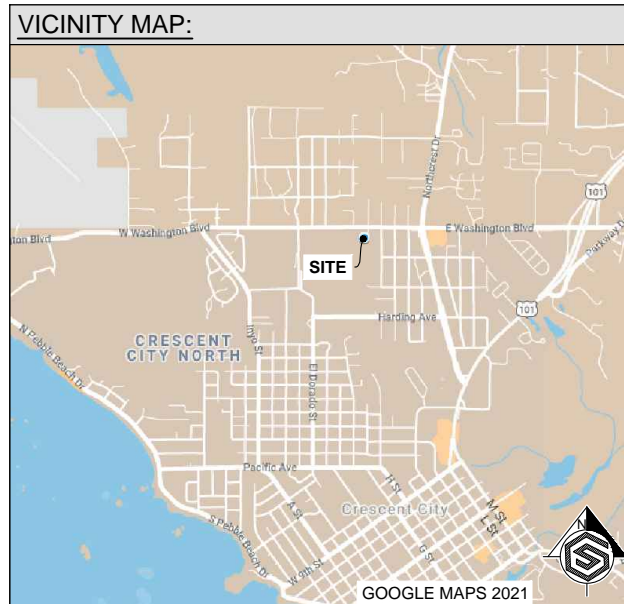 VICINITY MAP:
Northcrest Dr
101
W Washington Blvd
E Washington Blvd
ton Blvd
Parkway D
SITE
101
Harding Ave
N Pebble Beach Dr
CRESCENT
CITY NORTH
Inyo St
El Dorado St
Pacific Ave
H St
A St
Crescent City
M St
L St
S Pebble Beach Dr
W 9th St
G St
N
GOOGLE MAPS 2021